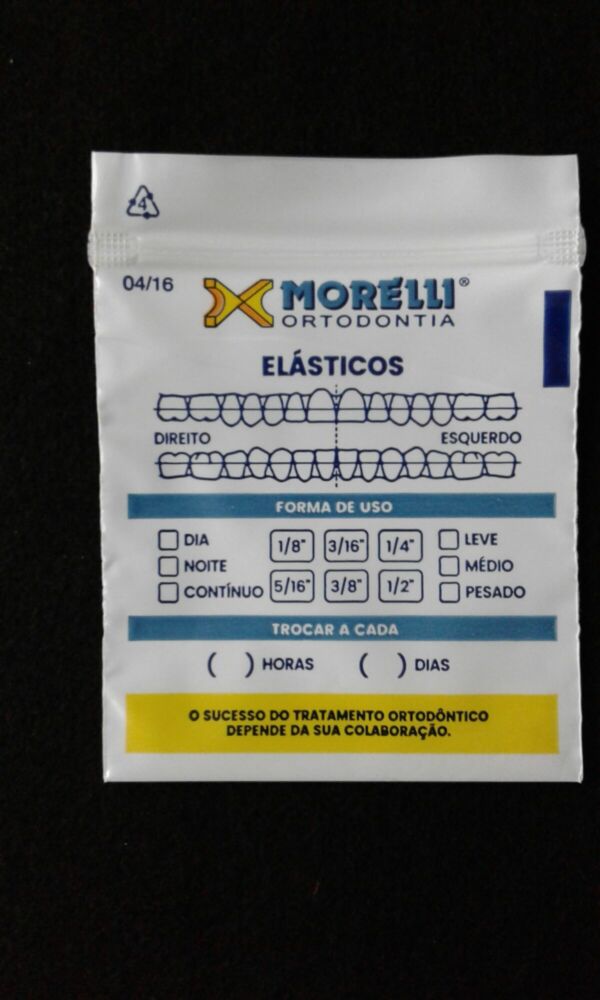 4
04/16
MORELLI®
ORTODONTIA
ELÁSTICOS
DIREITO ESQUERDO
FORMA DE USO
DIA 1/8" 3/16" 1/4" LEVE
NOITE MÉDIO
CONTÍNUO 5/16" 3/8" 1/2" PESADO
TROCAR A CADA
( ) HORAS ( ) DIAS
O SUCESSO DO TRATAMENTO ORTODÔNTICO
DEPENDE DA SUA COLABORAÇÃO.